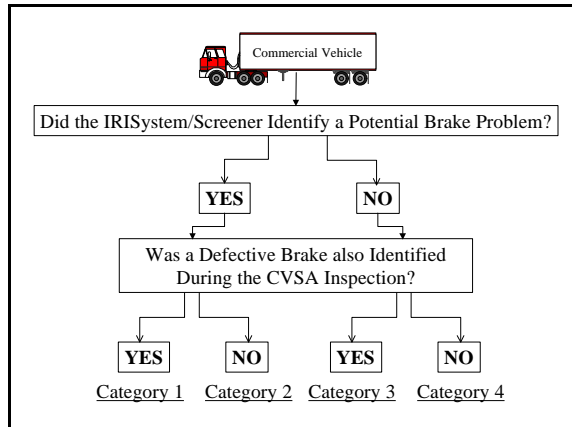 Commercial Vehicle
Did the IRISystem/Screener Identify a Potential Brake Problem?
YES NO
Was a Defective Brake also Identified
During the CVSA Inspection?
YES NO YES NO
Category 1 Category 2 Category 3 Category 4